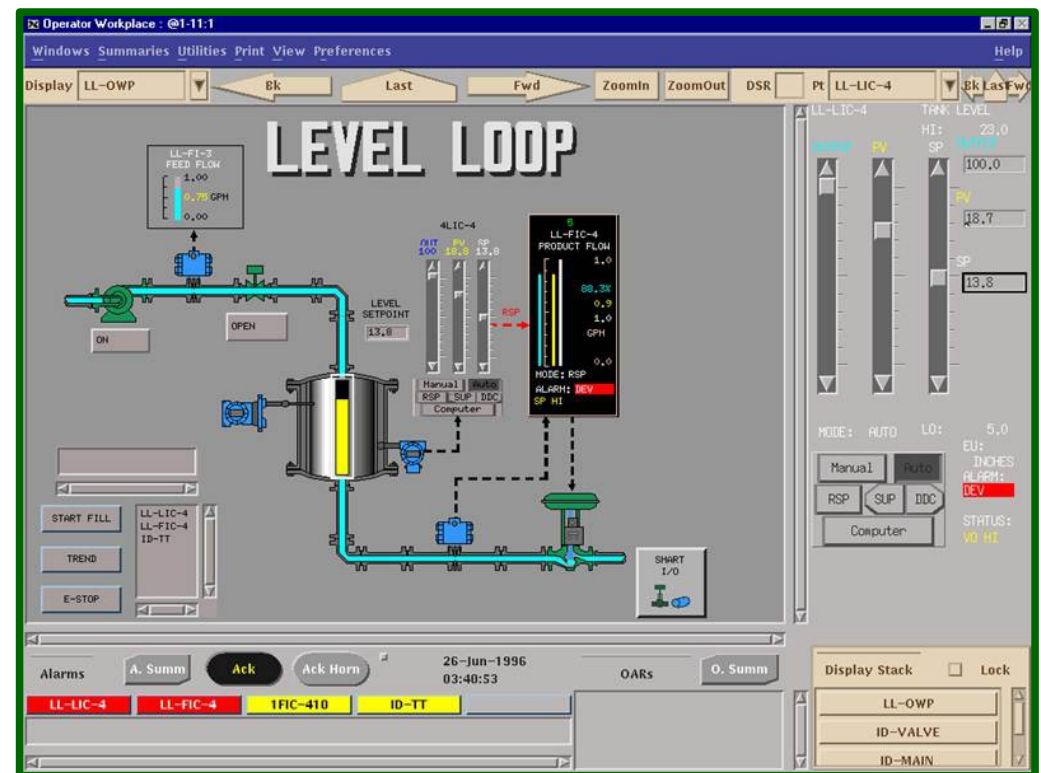 Operator Workplace : @1-11:1
Windows Summaries Utilities Print View Preferences Help
Display LL-OWP Bk Last Fwd ZoomIn ZoomOut DSR Pt LL-LIC-4 Bk Last Fwd
LEVEL LOOP
LL-FI-3
FEED FLOW
1.00
0.75 GPM
0.00
ON
OPEN
LEVEL
SETPOINT
13.8
4LIC-4
OUT PV SP
100 18.8 13.8
Manual Auto
RSP SUP DDC
Computer
RSP
5
LL-FIC-4
PRODUCT FLOW
1.0
88.3%
0.9
1.0
GPM
0.0
MODE: RSP
ALARM: DEV
SP HI
START FILL
TREND
E-STOP
LL-LIC-4
LL-FIC-4
ID-TT
SMART
I/O
LL-LIC-4 TANK LEVEL
HI: 23.0
OUTPUT PV SP OUTPUT
100.0
PV
18.7
SP
13.8
MODE: AUTO LO: 5.0
EU:
INCHES
ALARM:
DEV
STATUS:
VO HI
Manual Auto
RSP SUP DDC
Computer
Alarms A. Summ Ack Ack Horn 26-Jun-1996
03:40:53
OARs O. Summ
LL-LIC-4 LL-FIC-4 1FIC-410 ID-TT
Display Stack Lock
LL-OWP
ID-VALVE
ID-MAIN